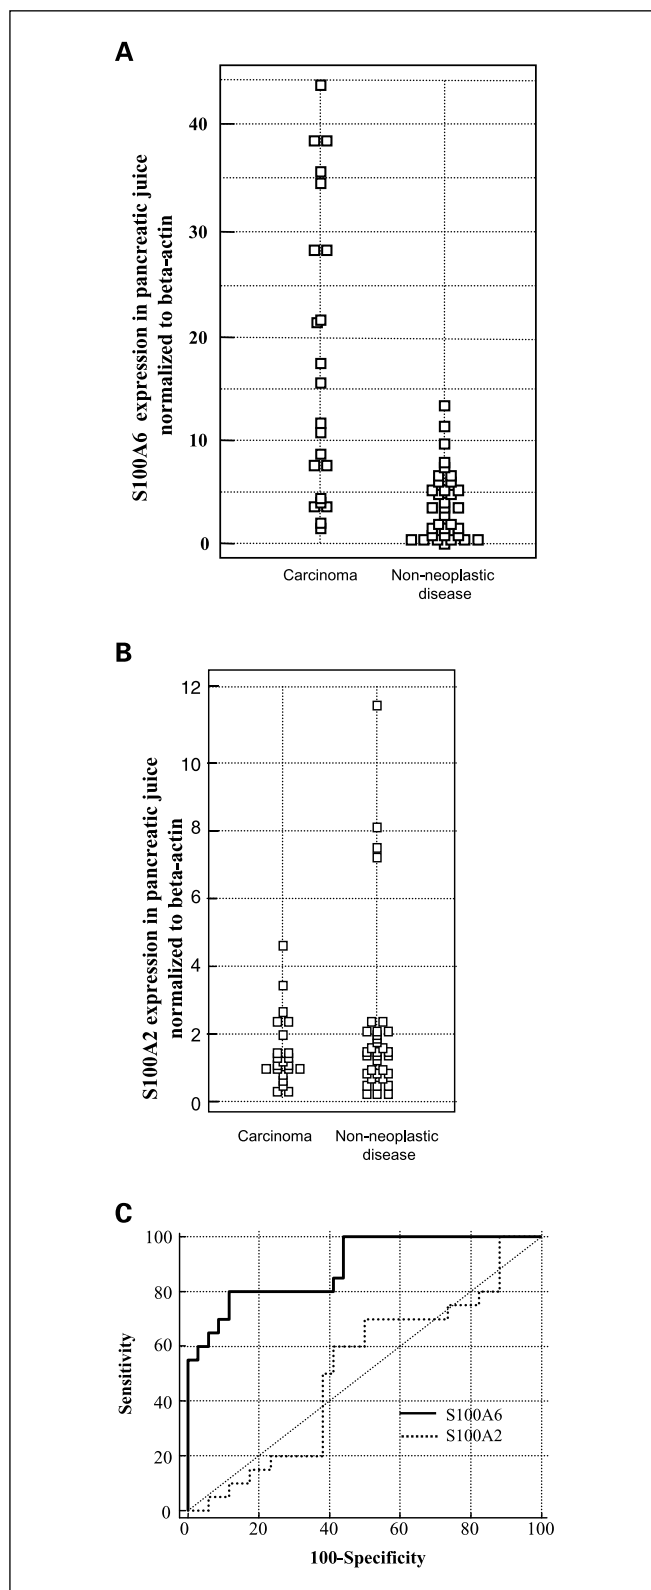 A
S100A6 expression in pancreatic juice
normalized to beta-actin
40
30
20
10
0
Carcinoma
Non-neoplastic
disease
B
S100A2 expression in pancreatic juice
normalized to beta-actin
12
10
8
6
4
2
0
Carcinoma
Non-neoplastic
disease
C
Sensitivity
100
80
60
40
20
0
S100A6
S100A2
0 20 40 60 80 100
100-Specificity